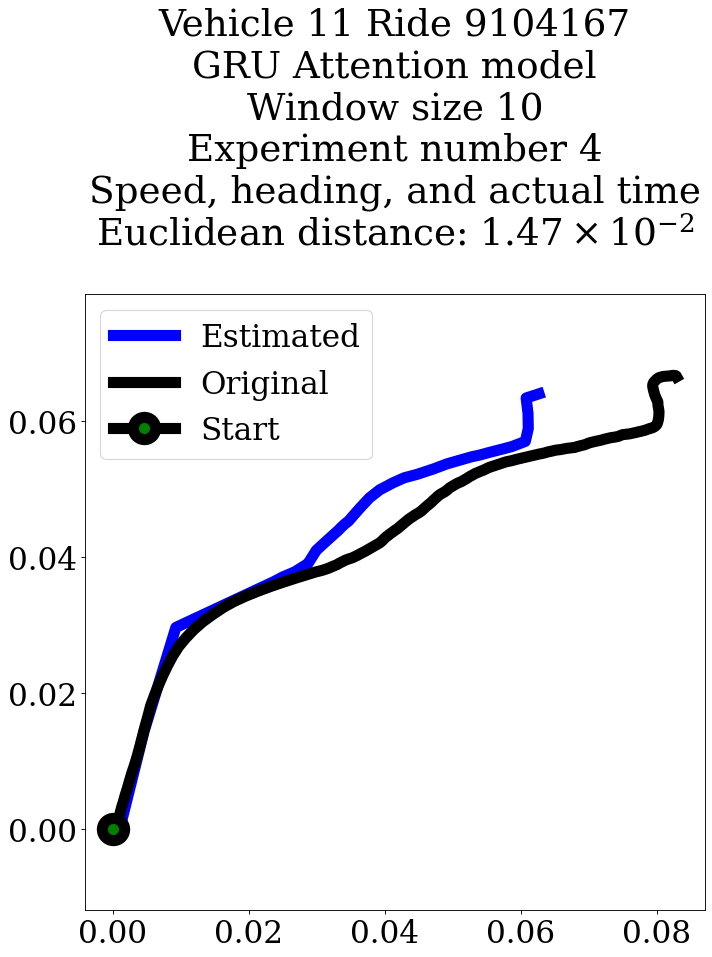 Vehicle 11 Ride 9104167
GRU Attention model
Window size 10
Experiment number 4
Speed, heading, and actual time
Euclidean distance: 1.47 × 10⁻²
Estimated
Original
Start
0.06
0.04
0.02
0.00
0.00 0.02 0.04 0.06 0.08